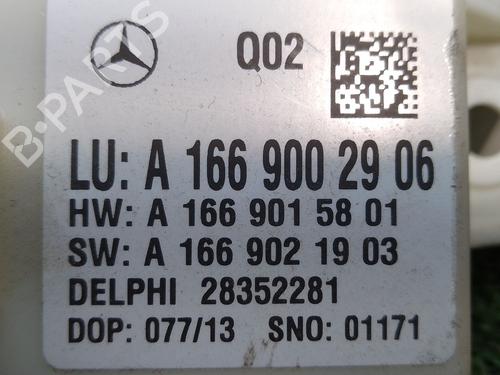 Q02
LU: A 166 900 29 06
HW: A 166 901 58 01
SW: A 166 902 19 03
DELPHI 28352281
DOP: 077/13 SNO: 01171
B-PARTS